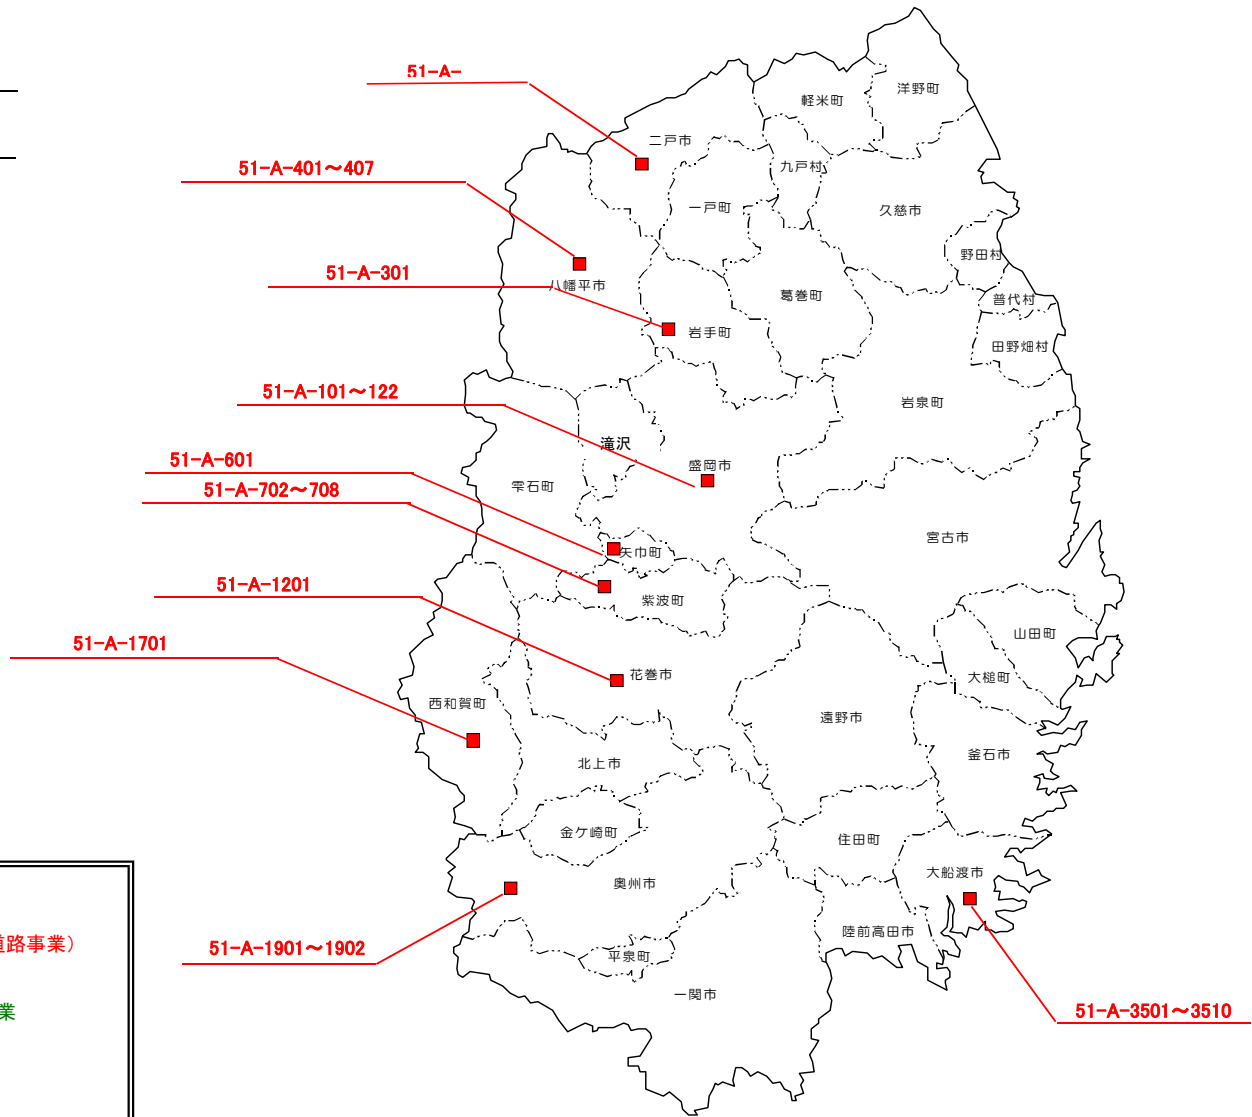 51-A-
洋野町
軽米町
二戸市
51-A-401～407
九戸村
一戸町
久慈市
野田村
51-A-301
八幡平市
葛巻町
普代村
岩手町
田野畑村
51-A-101～122
岩泉町
滝沢
51-A-601
盛岡市
51-A-702～708
雫石町
宮古市
矢巾町
51-A-1201
紫波町
山田町
51-A-1701
花巻市
大槌町
西和賀町
遠野市
北上市
釜石市
金ケ崎町
住田町
奥州市
大船渡市
陸前高田市
道路事業）
51-A-1901～1902
平泉町
一関市
業
51-A-3501～3510